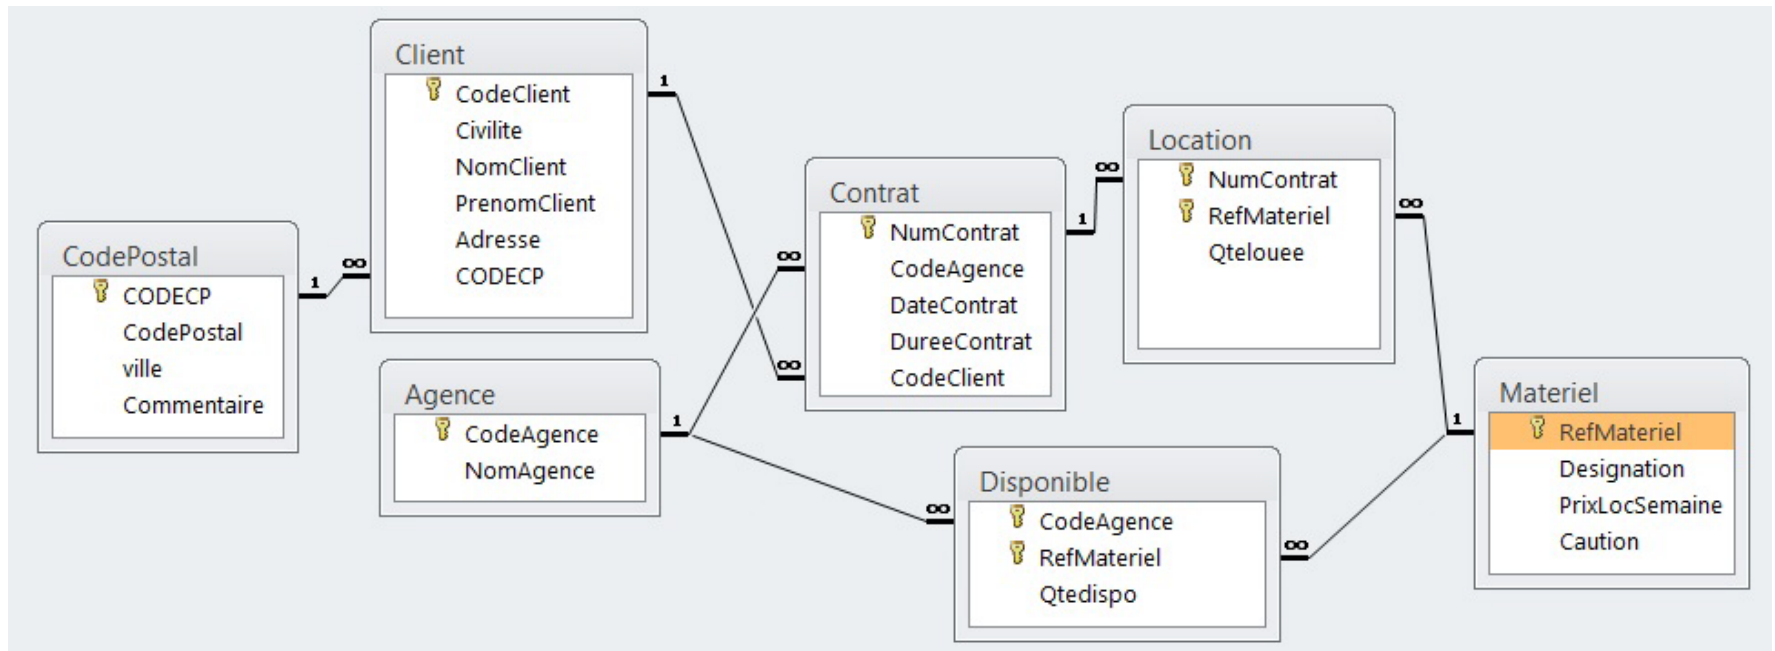 Client
CodeClient
Civilite
NomClient
PrenomClient
Adresse
CODECP
1
∞
CodePostal
CODECP
CodePostal
ville
Commentaire
1
∞
Agence
CodeAgence
NomAgence
1
Contrat
NumContrat
CodeAgence
DateContrat
DureeContrat
CodeClient
∞
1
∞
Location
NumContrat
RefMateriel
Qtelouee
∞
Disponible
CodeAgence
RefMateriel
Qtedispo
∞
∞
Materiel
RefMateriel
Designation
PrixLocSemaine
Caution
1